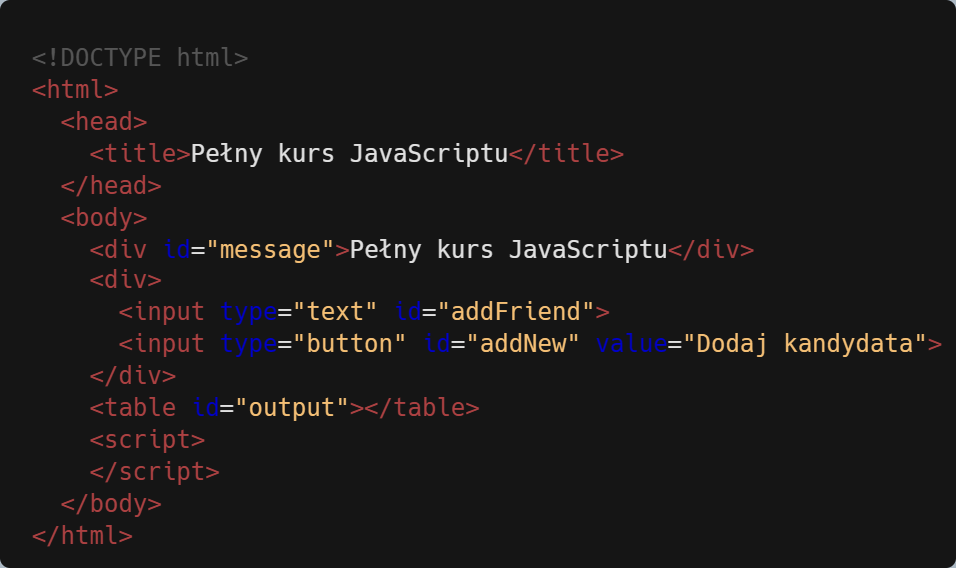 <!DOCTYPE html>
<html>
  <head>
    <title>Pełny kurs JavaScriptu</title>
  </head>
  <body>
    <div id="message">Pełny kurs JavaScriptu</div>
    <div>
      <input type="text" id="addFriend">
      <input type="button" id="addNew" value="Dodaj kandydata">
    </div>
    <table id="output"></table>
    <script>
    </script>
  </body>
</html>